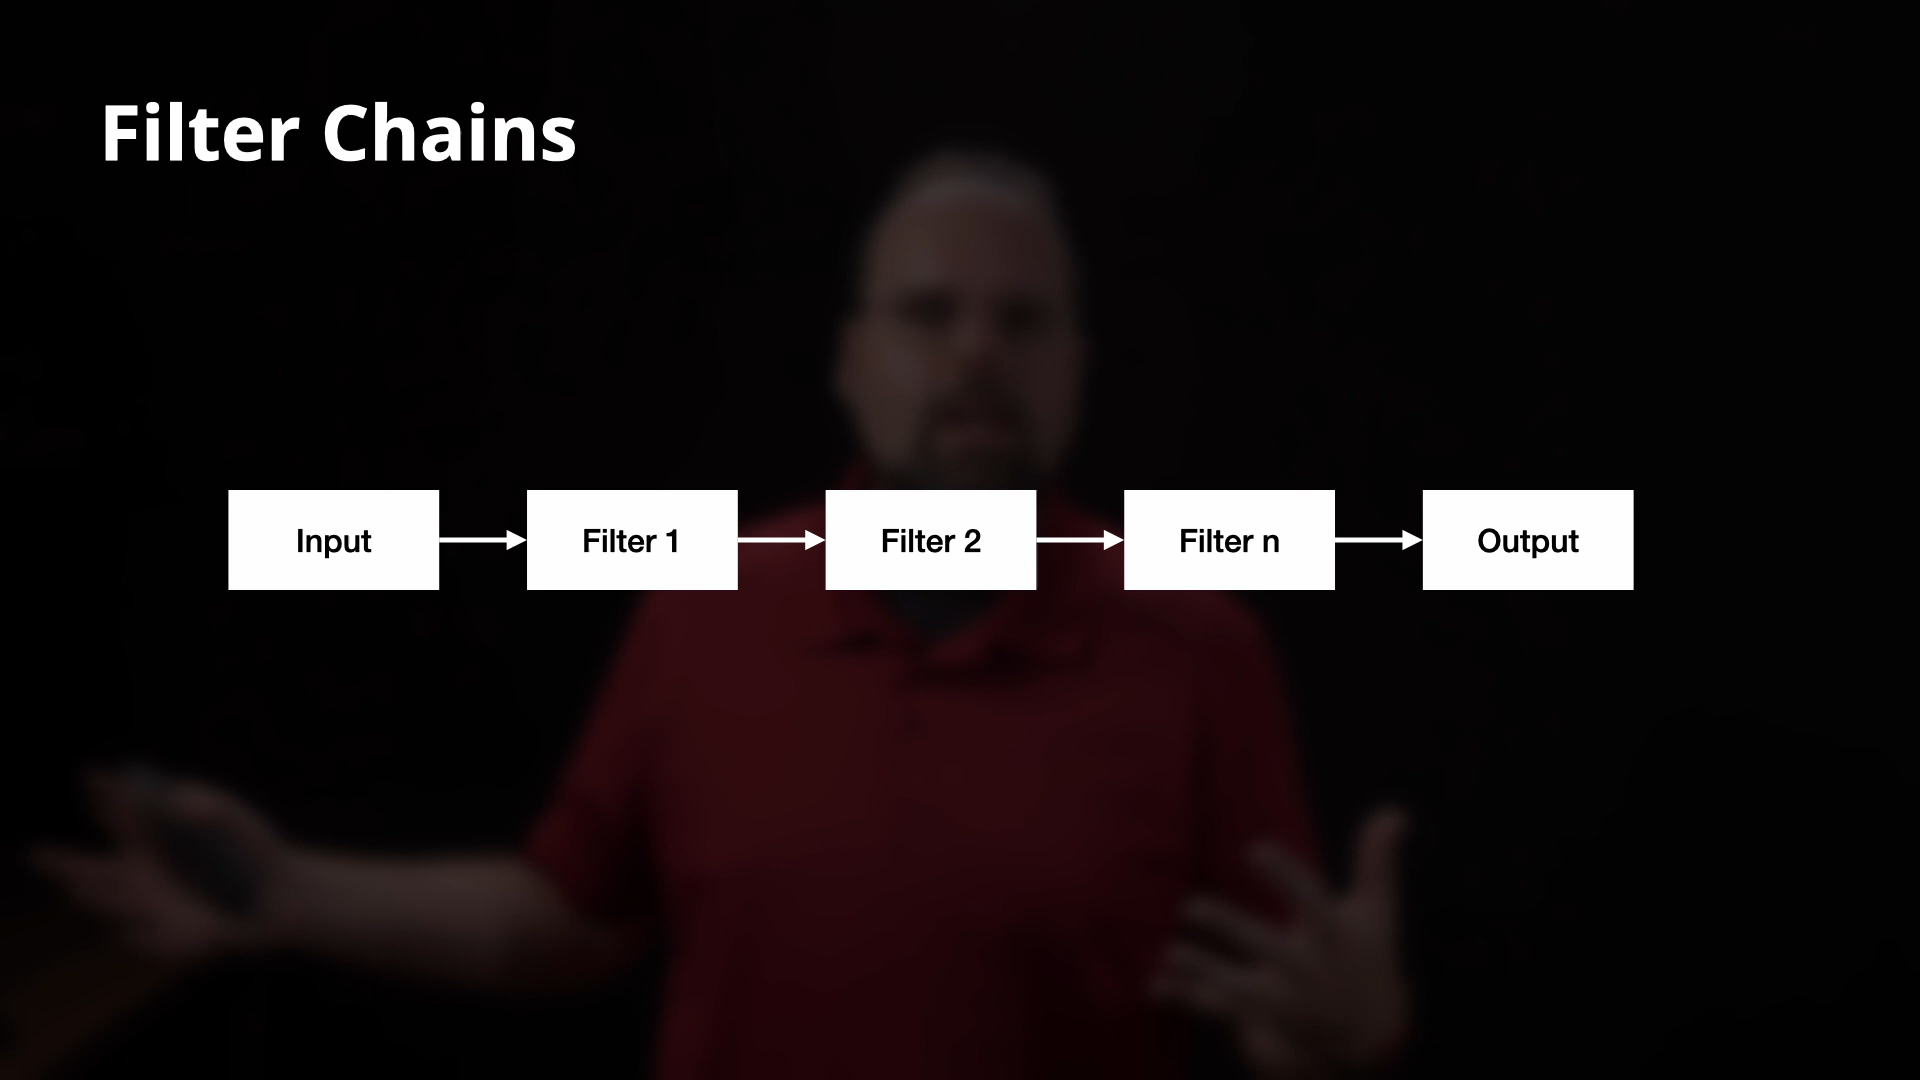 Filter Chains
Input
Filter 1
Filter 2
Filter n
Output